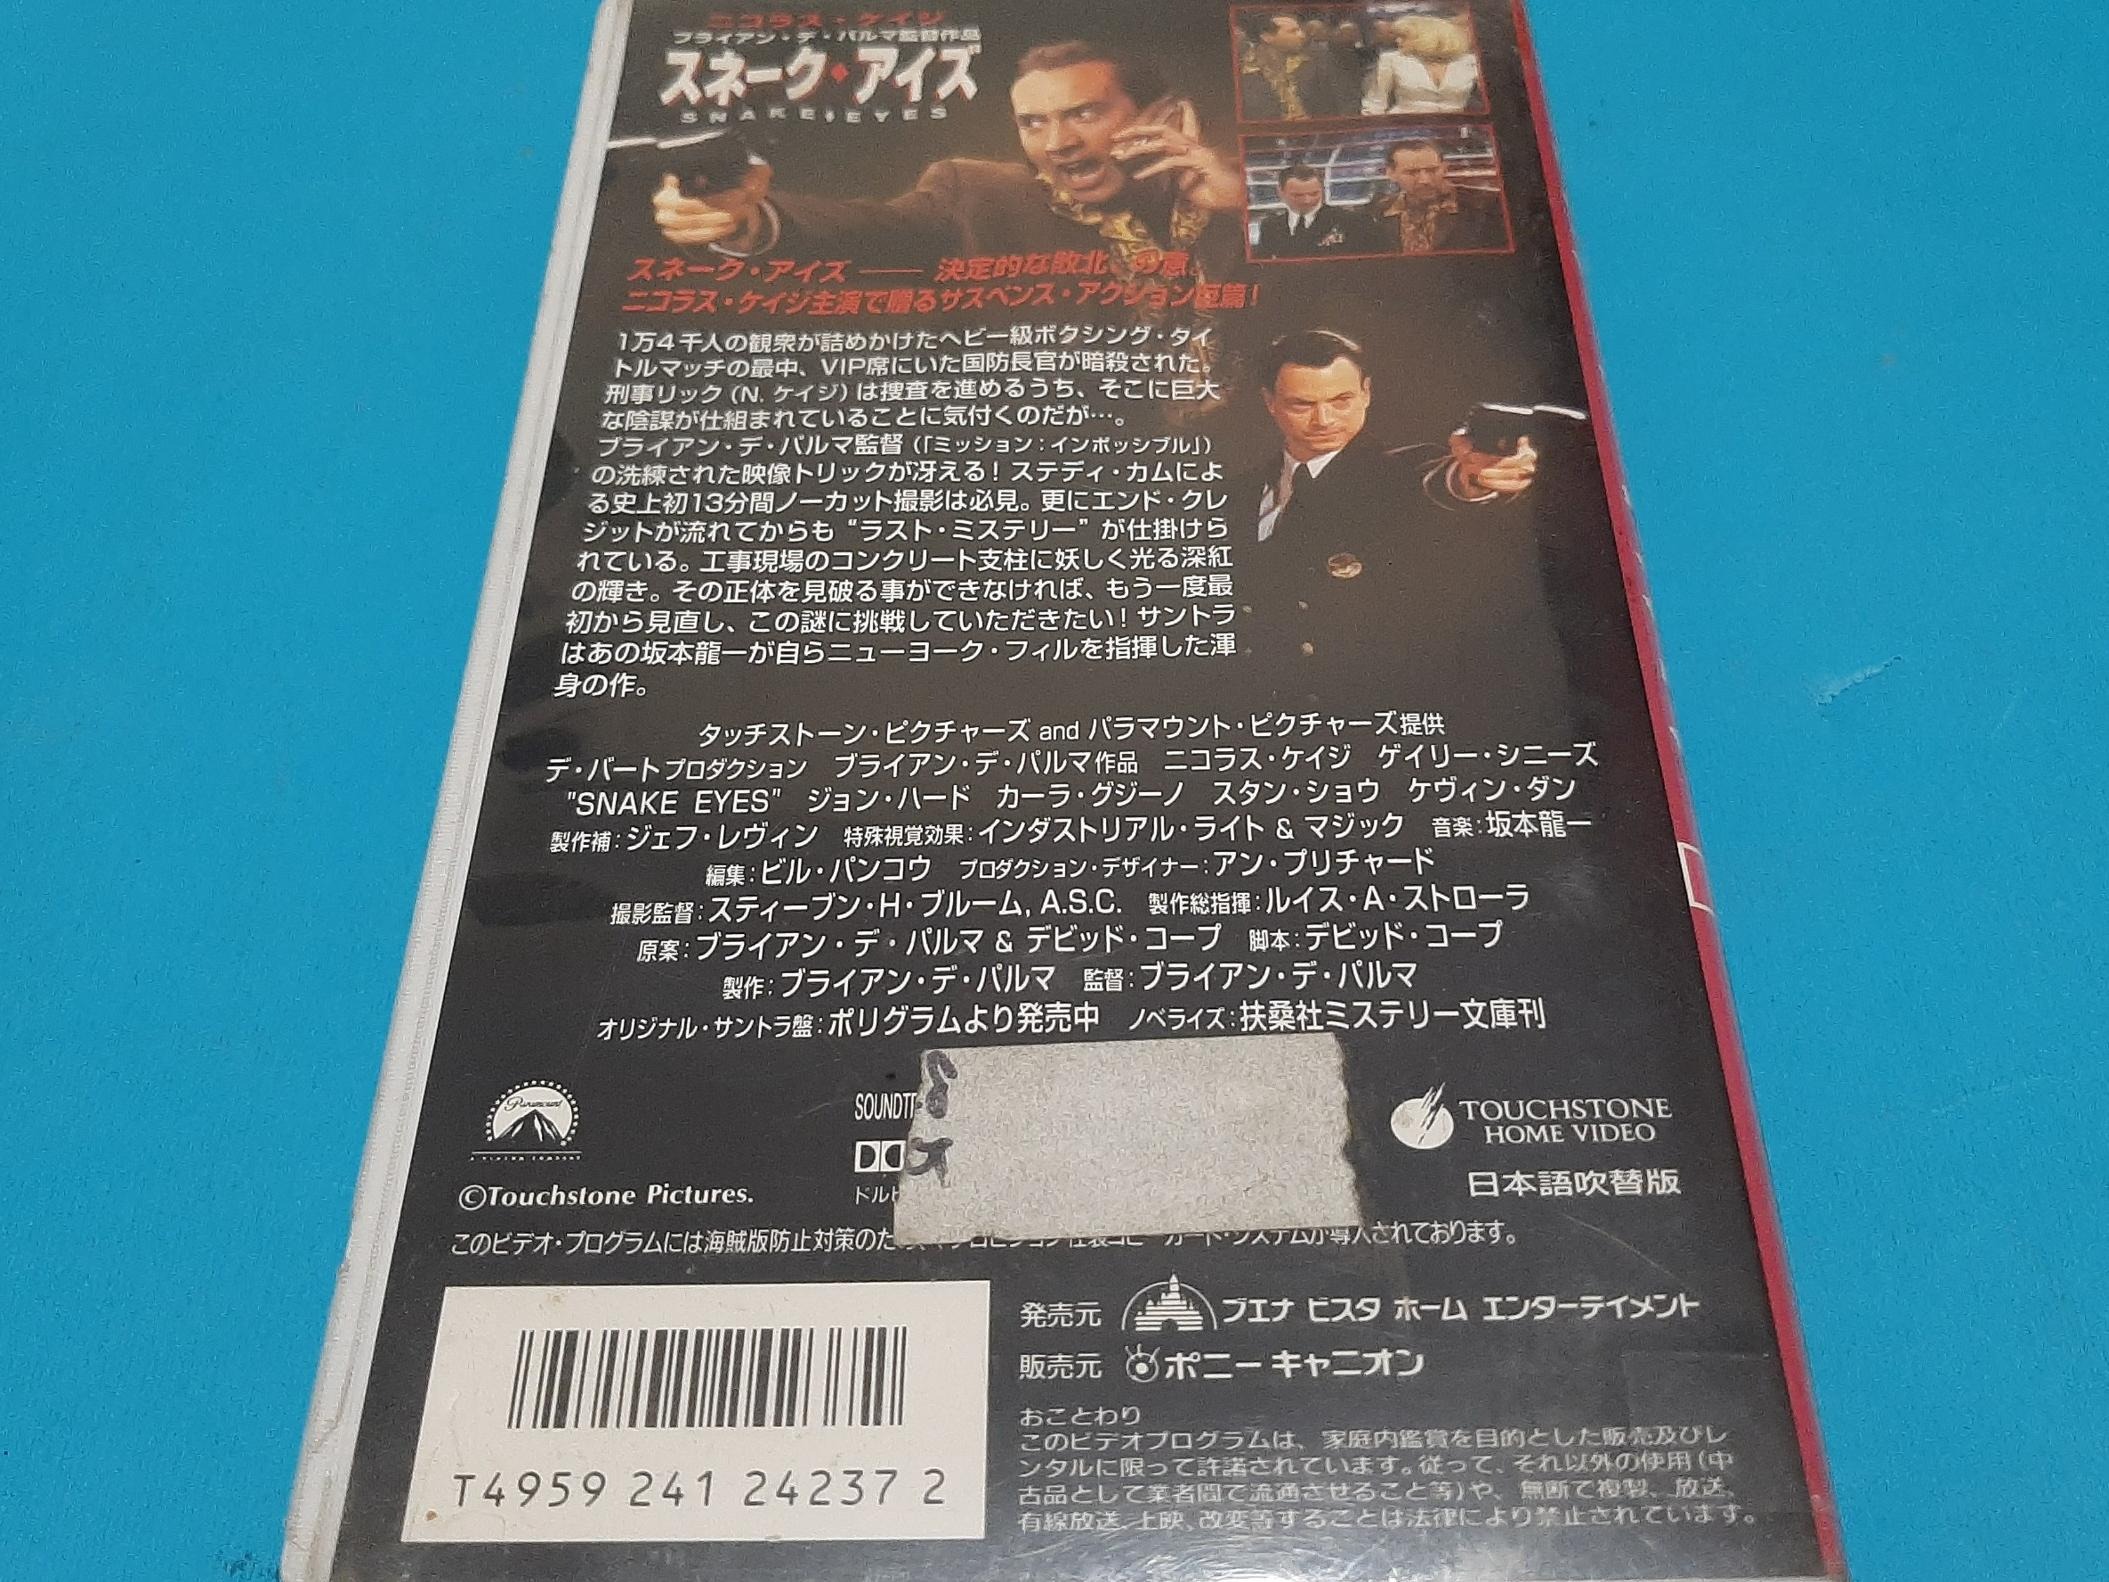 ニコラス・ケイジ
ブライアン・デ・パルマ監督作品
スネーク・アイズ
SNAKE EYES
スネーク・アイズ ── 決定的な敗北、の意。
ニコラス・ケイジ主演で贈るサスペンス・アクション巨篇!
1万4千人の観衆が詰めかけたヘビー級ボクシング・タイ
トルマッチの最中、VIP席にいた国防長官が暗殺された。
刑事リック(N. ケイジ)は捜査を進めるうち、そこに巨大
な陰謀が仕組まれていることに気付くのだが…。
ブライアン・デ・パルマ監督(「ミッション:インポッシブル」)
の洗練された映像トリックが冴える! ステディ・カムによ
る史上初13分間ノーカット撮影は必見。更にエンド・クレ
ジットが流れてからも“ラスト・ミステリー”が仕掛けら
れている。工事現場のコンクリート支柱に妖しく光る深紅
の輝き。その正体を見破る事ができなければ、もう一度最
初から見直し、この謎に挑戦していただきたい! サントラ
はあの坂本龍一が自らニューヨーク・フィルを指揮した渾
身の作。
タッチストーン・ピクチャーズ and パラマウント・ピクチャーズ提供
デ・バートプロダクション ブライアン・デ・パルマ作品 ニコラス・ケイジ ゲイリー・シニーズ
"SNAKE EYES" ジョン・ハード カーラ・グジーノ スタン・ショウ ケヴィン・ダン
製作補:ジェフ・レヴィン 特殊視覚効果:インダストリアル・ライト & マジック 音楽:坂本龍一
編集:ビル・パンコウ プロダクション・デザイナー:アン・プリチャード
撮影監督:スティーブン・H・ブルーム, A.S.C. 製作総指揮:ルイス・A・ストローラ
原案:ブライアン・デ・パルマ & デビッド・コープ 脚本:デビッド・コープ
製作:ブライアン・デ・パルマ 監督:ブライアン・デ・パルマ
オリジナル・サントラ盤:ポリグラムより発売中 ノベライズ:扶桑社ミステリー文庫刊
Paramount
SOUNDT
ドルビ
©Touchstone Pictures.
TOUCHSTONE
HOME VIDEO
日本語吹替版
このビデオ・プログラムには海賊版防止対策のた マクロビジョン仕様コピーガード・システムが導入されております。
T4959 241 24237 2
発売元 ブエナ ビスタ ホーム エンターテイメント
販売元 ポニーキャニオン
おことわり
このビデオプログラムは、家庭内鑑賞を目的とした販売及びレ
ンタルに限って許諾されています。従って、それ以外の使用(中
古品として業者間で流通させること等)や、無断で複製、放送、
有線放送、上映、改変等することは法律により禁止されています。